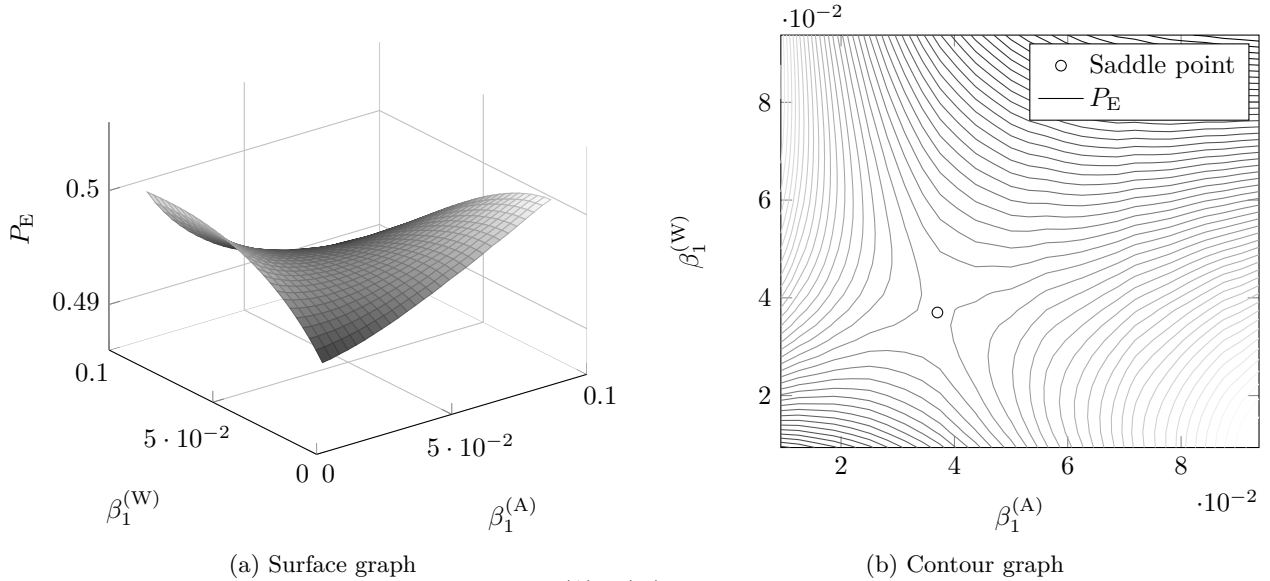 0.5
0.49
P_E
0.1
5 · 10^{-2}
0
0
5 · 10^{-2}
0.1
β_1^{(W)}
β_1^{(A)}
(a) Surface graph
·10^{-2}
8
6
4
2
β_1^{(W)}
Saddle point
P_E
2
4
6
8
·10^{-2}
β_1^{(A)}
(b) Contour graph